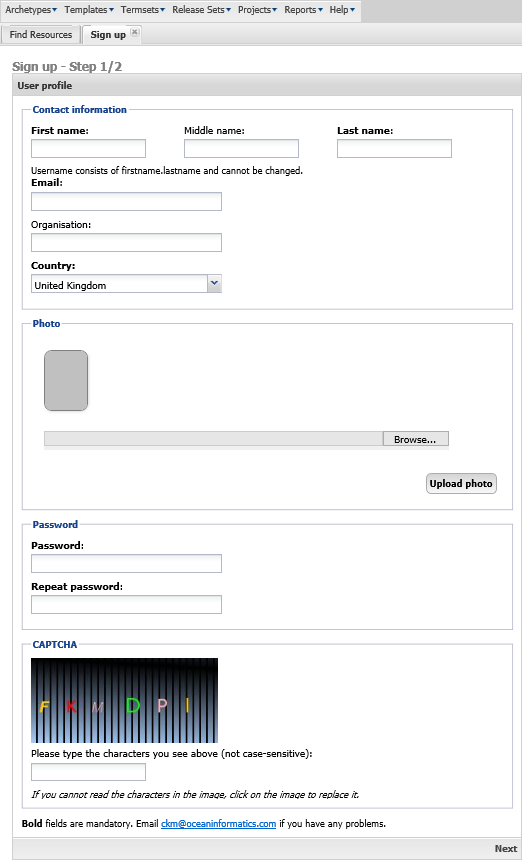 Archetypes Templates Termsets Release Sets Projects Reports Help
Find Resources Sign up
Sign up - Step 1/2
User profile
Contact information
First name: Middle name: Last name:
Username consists of firstname.lastname and cannot be changed.
Email:
Organisation:
Country:
United Kingdom
Photo
Browse...
Upload photo
Password
Password:
Repeat password:
CAPTCHA
F K M D P I
Please type the characters you see above (not case-sensitive):
If you cannot read the characters in the image, click on the image to replace it.
Bold fields are mandatory. Email ckm@oceaninformatics.com if you have any problems.
Next